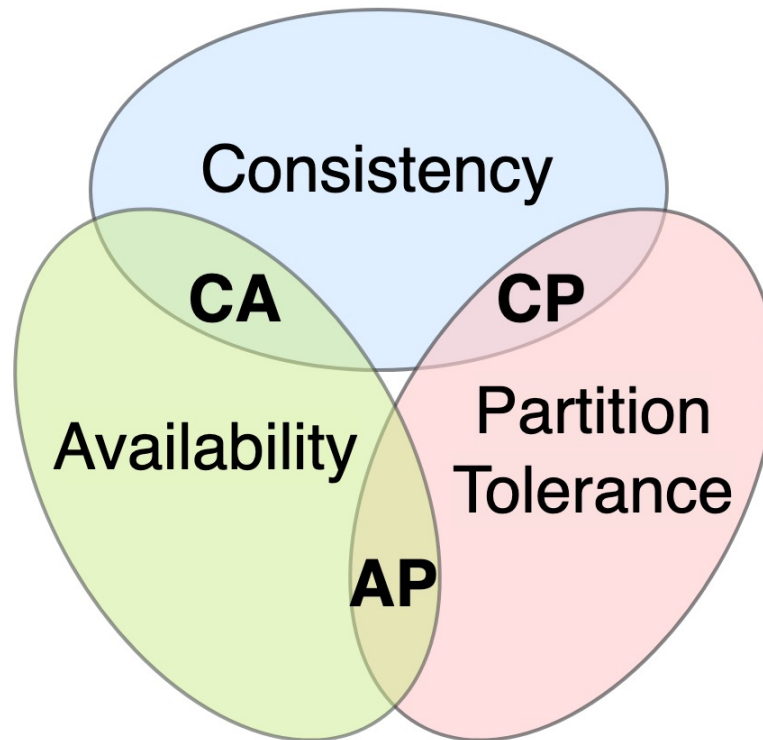 Consistency
CA
CP
Availability
Partition
Tolerance
AP